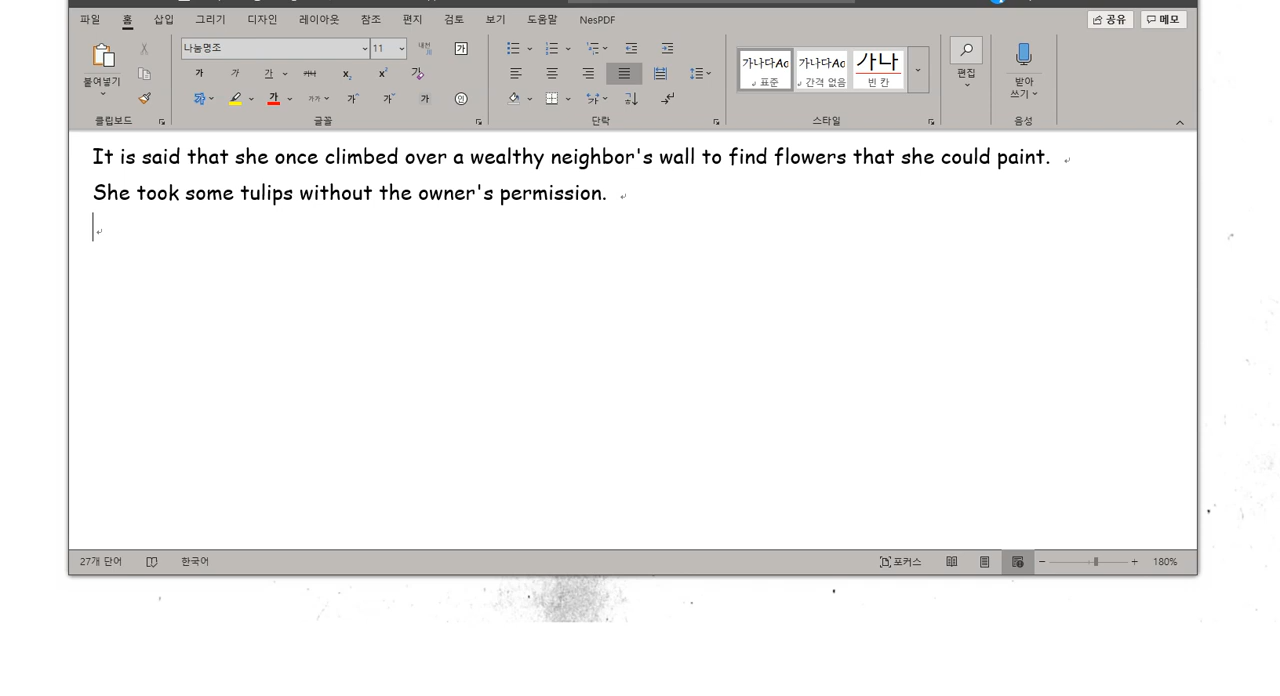 파일 홈 삽입 그리기 디자인 레이아웃 참조 편지 검토 보기 도움말 NesPDF 공유 메모
나눔명조 11
붙여넣기
가나다Aa 가나다Aa 가나
표준 간격 없음 빈 칸
편집
받아
쓰기
클립보드 글꼴 단락 스타일 음성
It is said that she once climbed over a wealthy neighbor's wall to find flowers that she could paint.
She took some tulips without the owner's permission.
27개 단어 한국어 포커스 180%